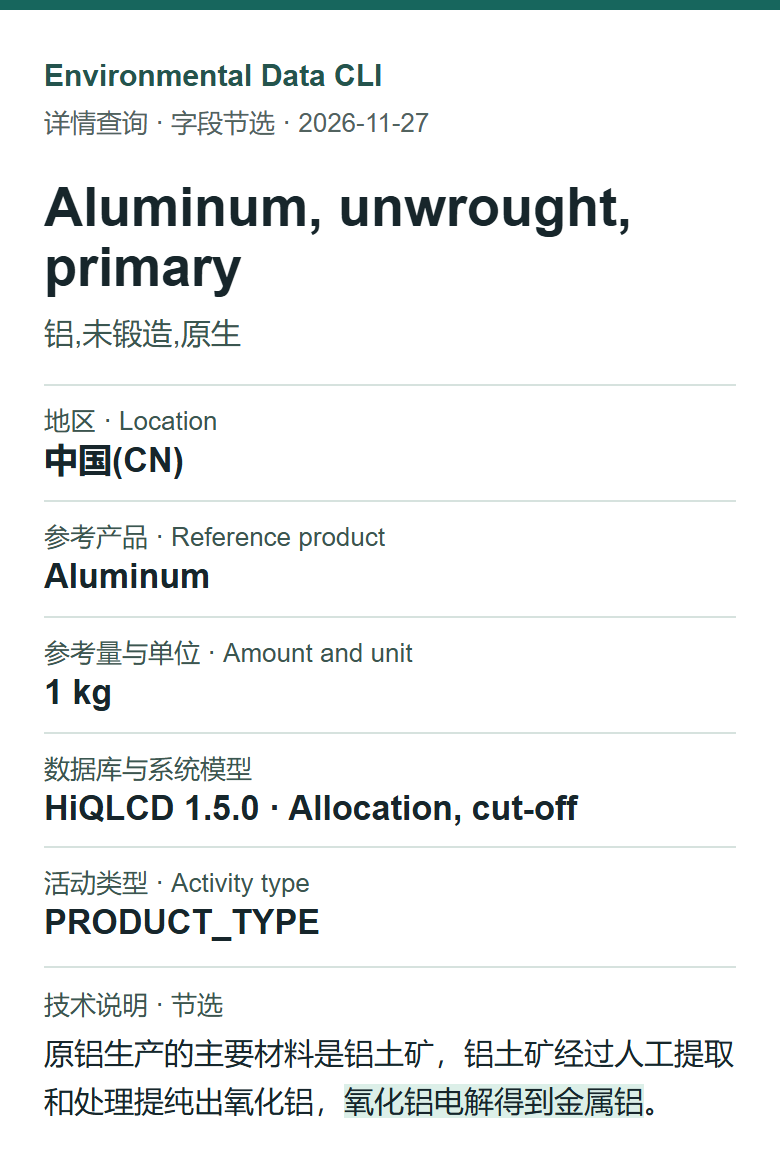 Environmental Data CLI
详情查询 · 字段节选 · 2026-11-27
Aluminum, unwrought,
primary
铝,未锻造,原生
地区 · Location
中国(CN)
参考产品 · Reference product
Aluminum
参考量与单位 · Amount and unit
1 kg
数据库与系统模型
HiQLCD 1.5.0 · Allocation, cut-off
活动类型 · Activity type
PRODUCT_TYPE
技术说明 · 节选
原铝生产的主要材料是铝土矿，铝土矿经过人工提取
和处理提纯出氧化铝，氧化铝电解得到金属铝。